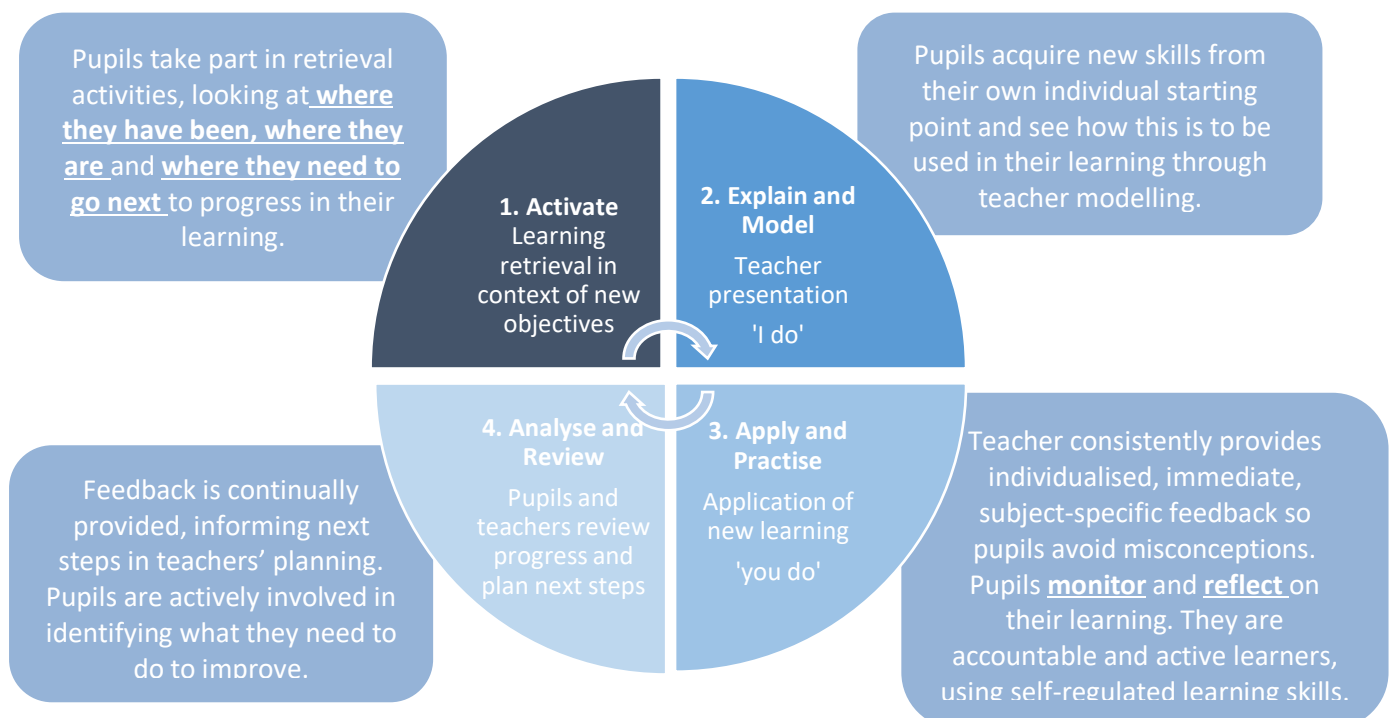 Pupils take part in retrieval
activities, looking at where
they have been, where they
are and where they need to
go next to progress in their
learning.
Pupils acquire new skills from
their own individual starting
point and see how this is to be
used in their learning through
teacher modelling.
1. Activate
Learning
retrieval in
context of new
objectives
2. Explain and
Model
Teacher
presentation
'I do'
4. Analyse and
Review
Pupils and
teachers review
progress and
plan next steps
3. Apply and
Practise
Application of
new learning
'you do'
Feedback is continually
provided, informing next
steps in teachers’ planning.
Pupils are actively involved in
identifying what they need to
do to improve.
Teacher consistently provides
individualised, immediate,
subject-specific feedback so
pupils avoid misconceptions.
Pupils monitor and reflect on
their learning. They are
accountable and active learners,
using self-regulated learning skills.